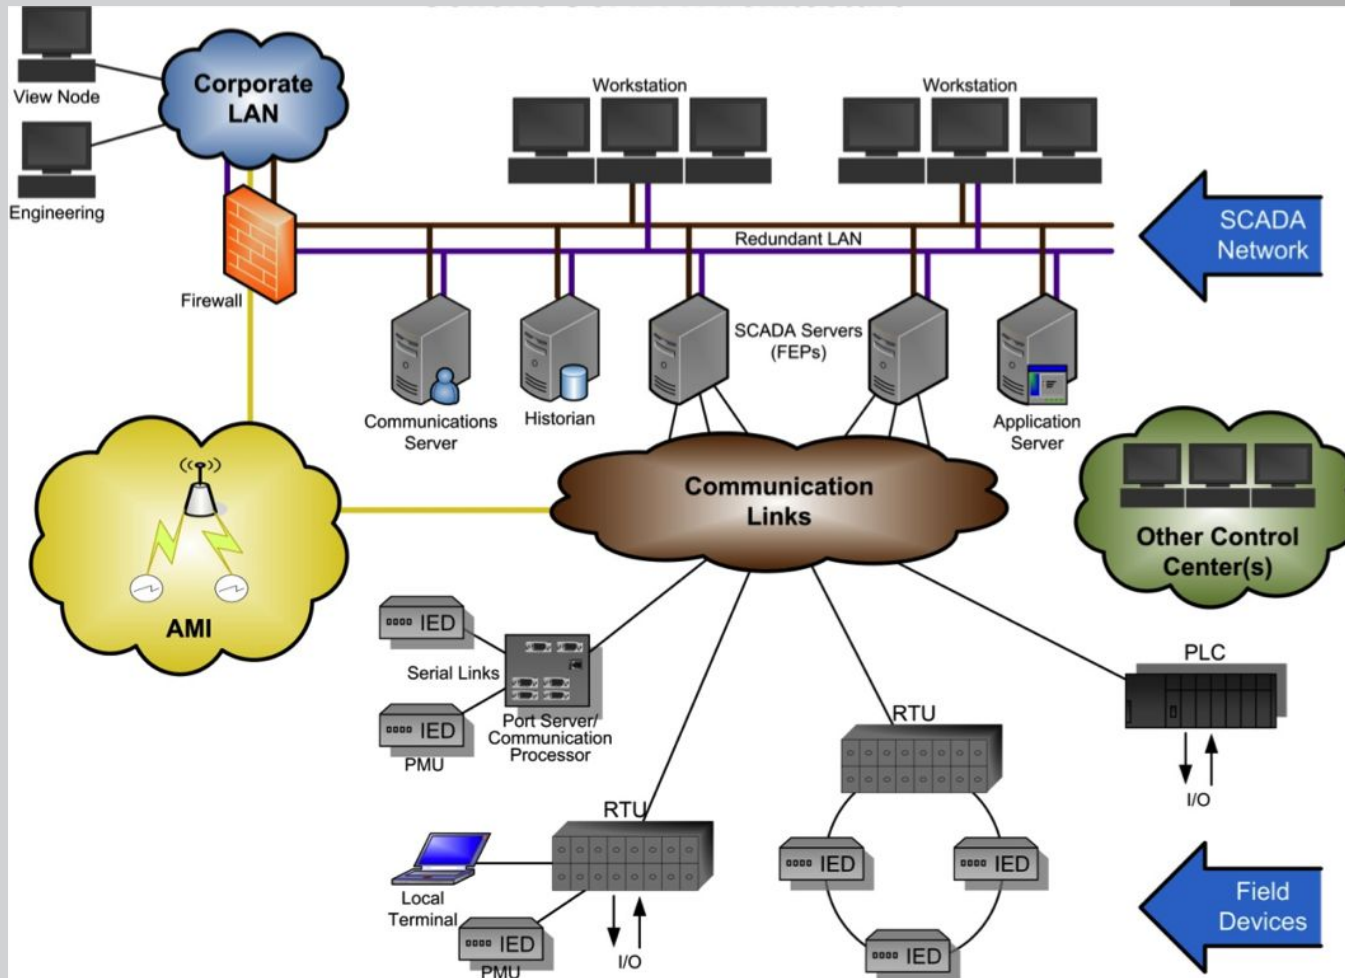 View Node
Corporate
LAN
Engineering
Firewall
Workstation
Workstation
Redundant LAN
SCADA
Network
SCADA Servers
(FEPs)
Communications
Server
Historian
Application
Server
Communication
Links
Other Control
Center(s)
AMI
IED
Serial Links
IED
PMU
Port Server/
Communication
Processor
PLC
I/O
RTU
IED
IED
IED
RTU
Local
Terminal
IED
PMU
I/O
Field
Devices